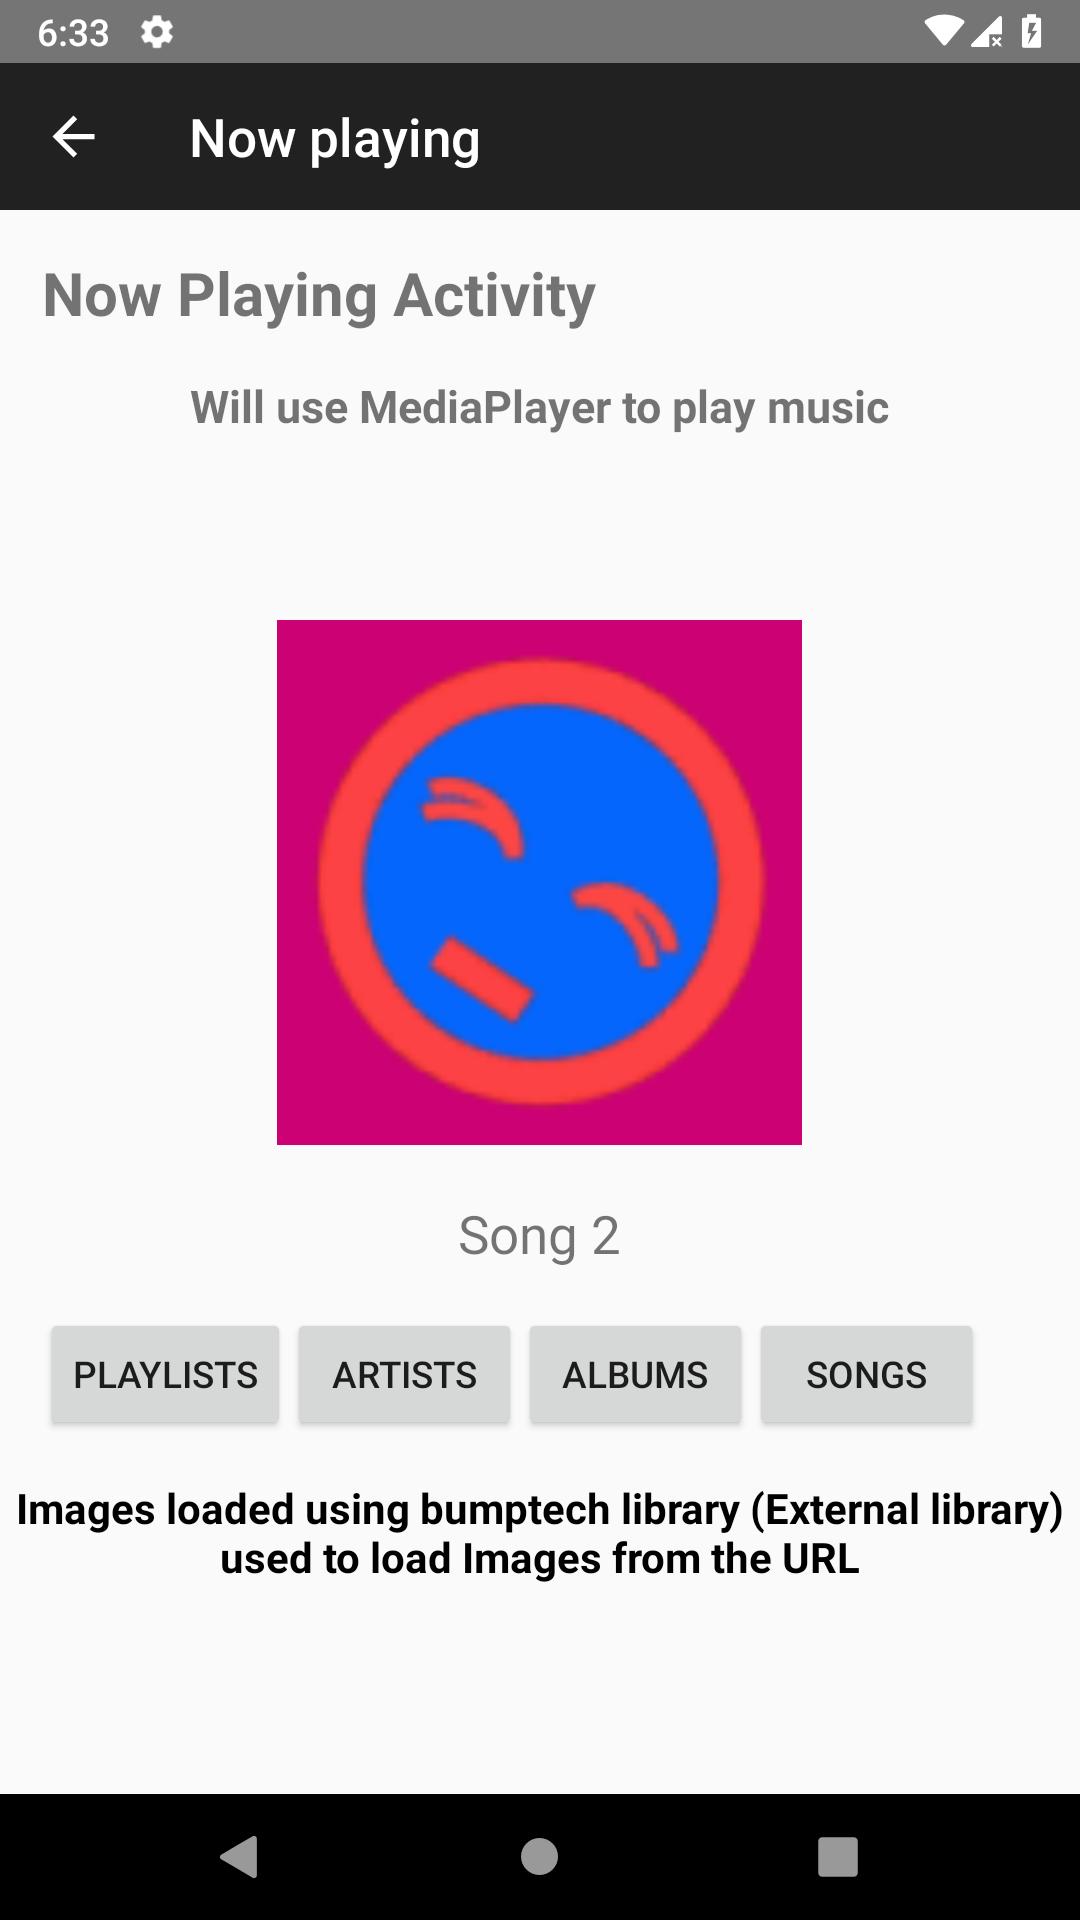 6:33
Now playing
Now Playing Activity
Will use MediaPlayer to play music
Song 2
PLAYLISTS ARTISTS ALBUMS SONGS
Images loaded using bumptech library (External library)
used to load Images from the URL